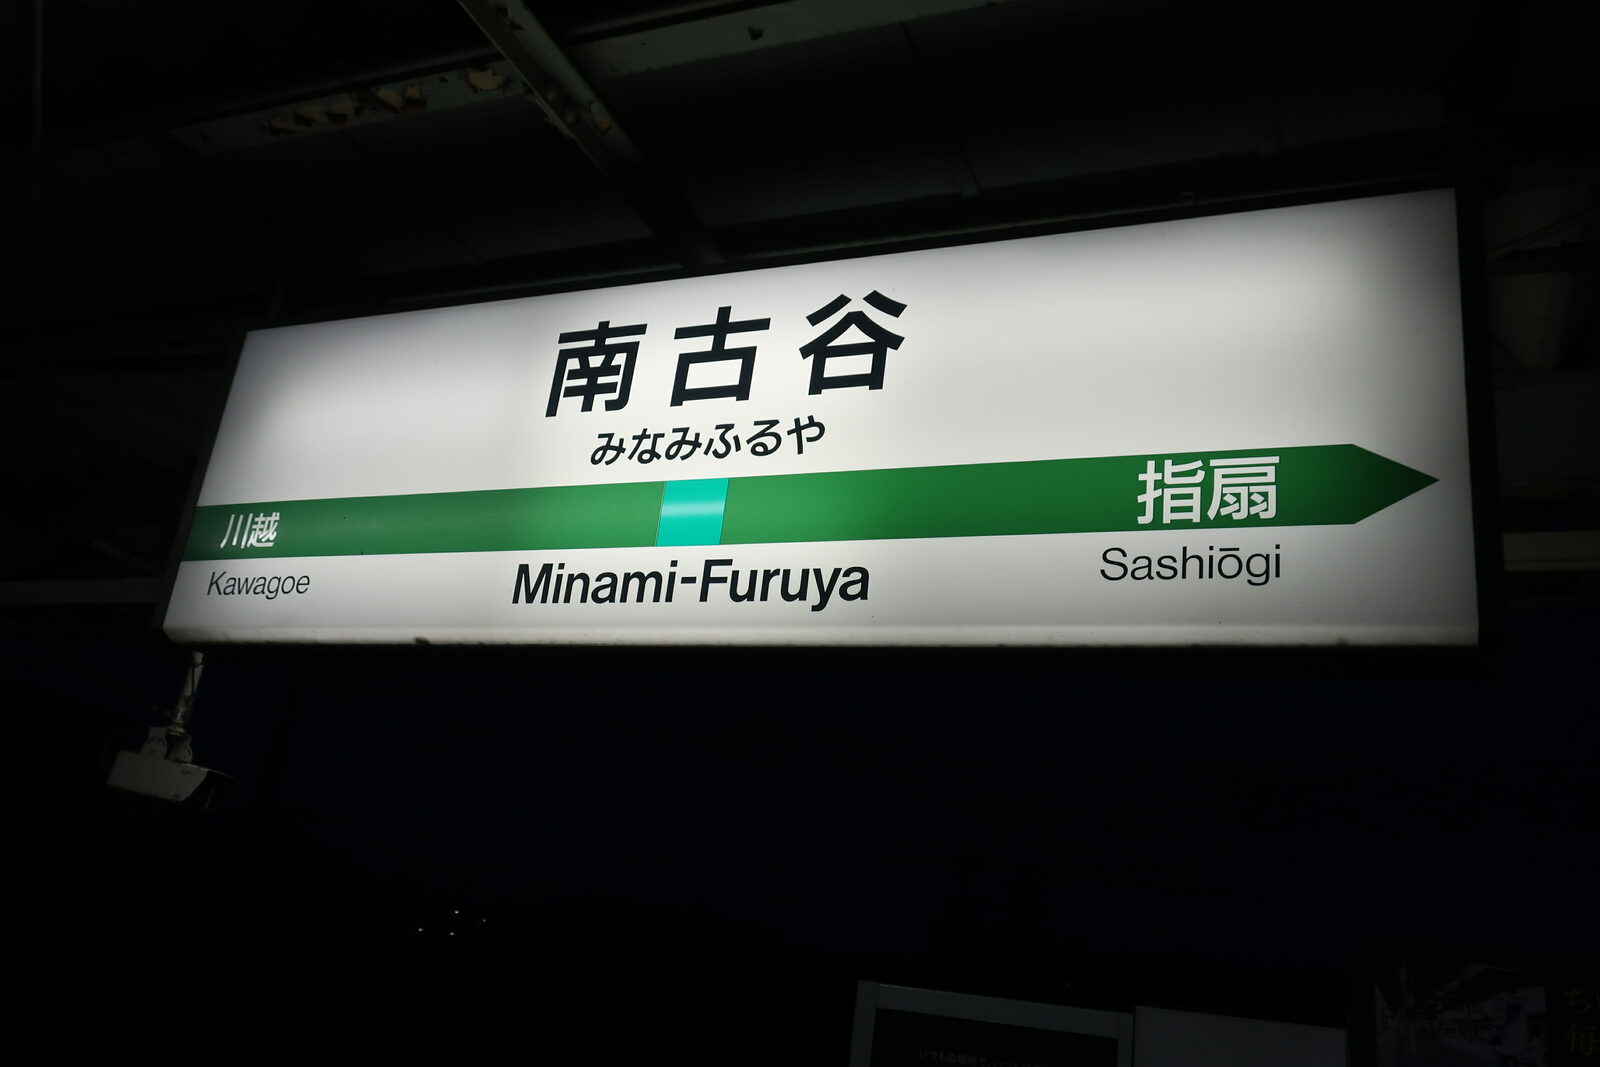 南古谷
みなみふるや
川越 指扇
Kawagoe Minami-Furuya Sashiōgi